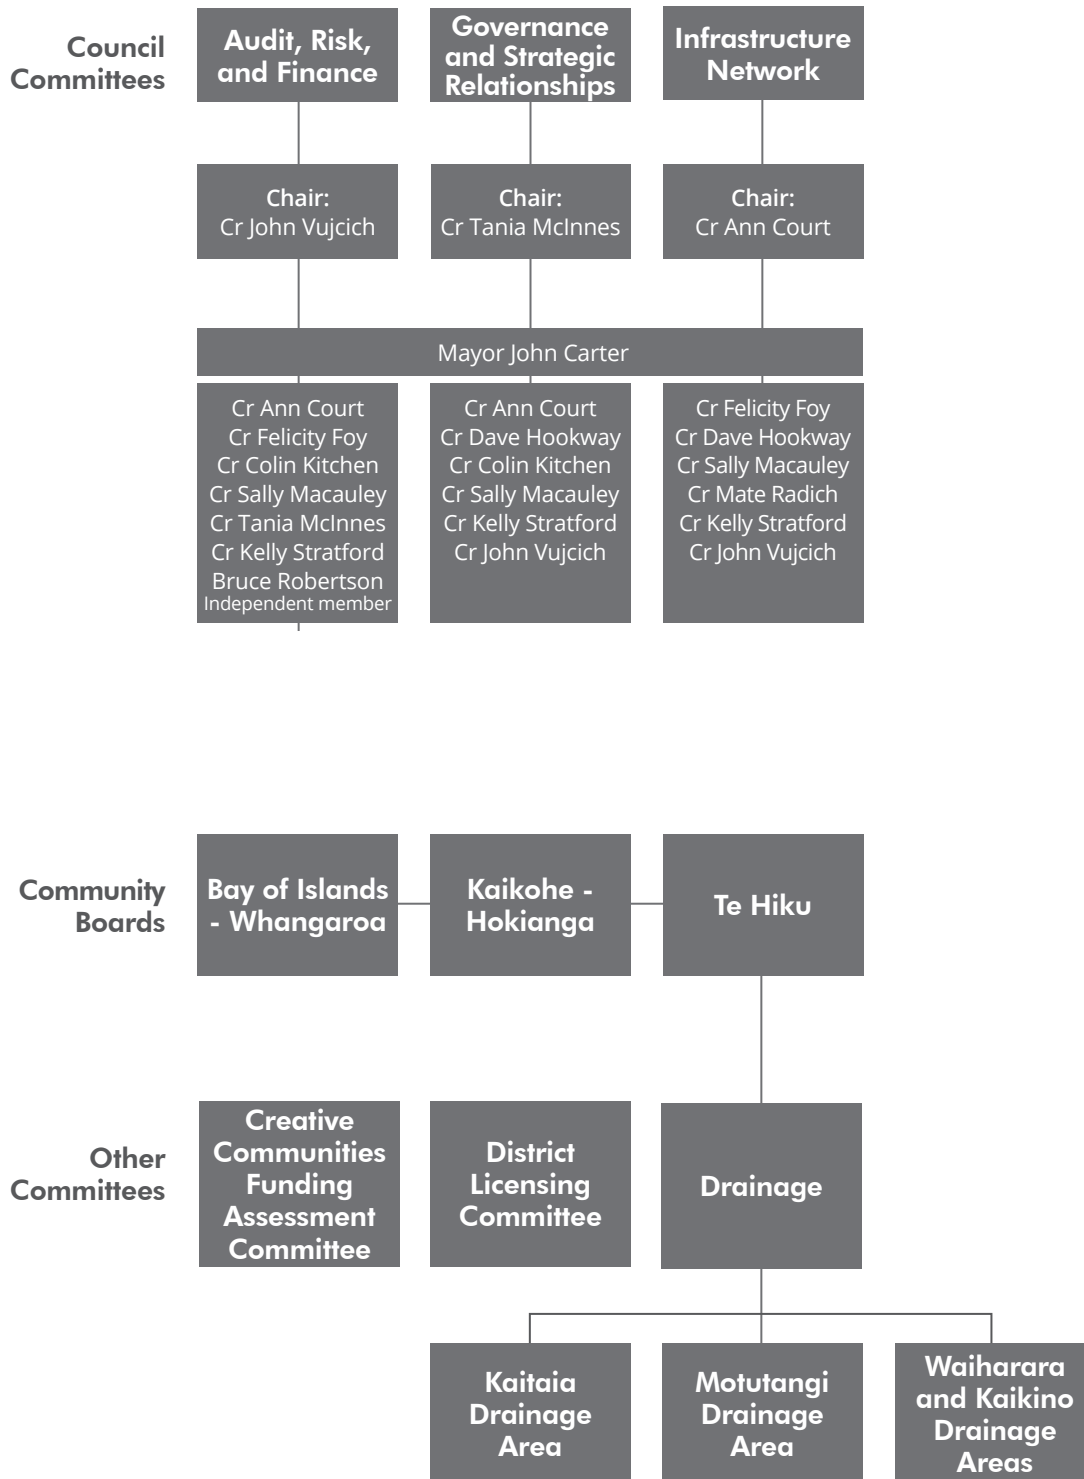 Council
Committees
Audit, Risk,
and Finance
Governance
and Strategic
Relationships
Infrastructure
Network
Chair:
Cr John Vujcich
Chair:
Cr Tania McInnes
Chair:
Cr Ann Court
Mayor John Carter
Cr Ann Court
Cr Felicity Foy
Cr Colin Kitchen
Cr Sally Macauley
Cr Tania McInnes
Cr Kelly Stratford
Bruce Robertson
Independent member
Cr Ann Court
Cr Dave Hookway
Cr Colin Kitchen
Cr Sally Macauley
Cr Kelly Stratford
Cr John Vujcich
Cr Felicity Foy
Cr Dave Hookway
Cr Sally Macauley
Cr Mate Radich
Cr Kelly Stratford
Cr John Vujcich
Community
Boards
Bay of Islands
- Whangaroa
Kaikohe -
Hokianga
Te Hiku
Other
Committees
Creative
Communities
Funding
Assessment
Committee
District
Licensing
Committee
Drainage
Kaitaia
Drainage
Area
Motutangi
Drainage
Area
Waiharara
and Kaikino
Drainage
Areas